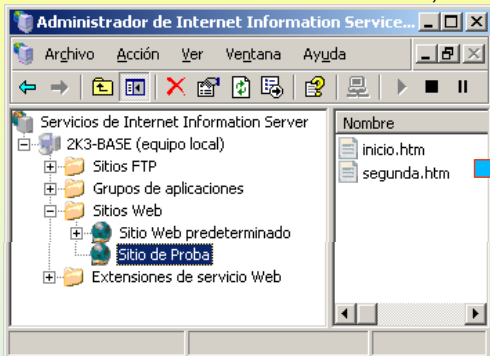 Administrador de Internet Information Service...
Archivo Acción Ver Ventana Ayuda
Servicios de Internet Information Server
2K3-BASE (equipo local)
Sitios FTP
Grupos de aplicaciones
Sitios Web
Sitio Web predeterminado
Sitio de Proba
Extensiones de servicio Web
Nombre
inicio.htm
segunda.htm